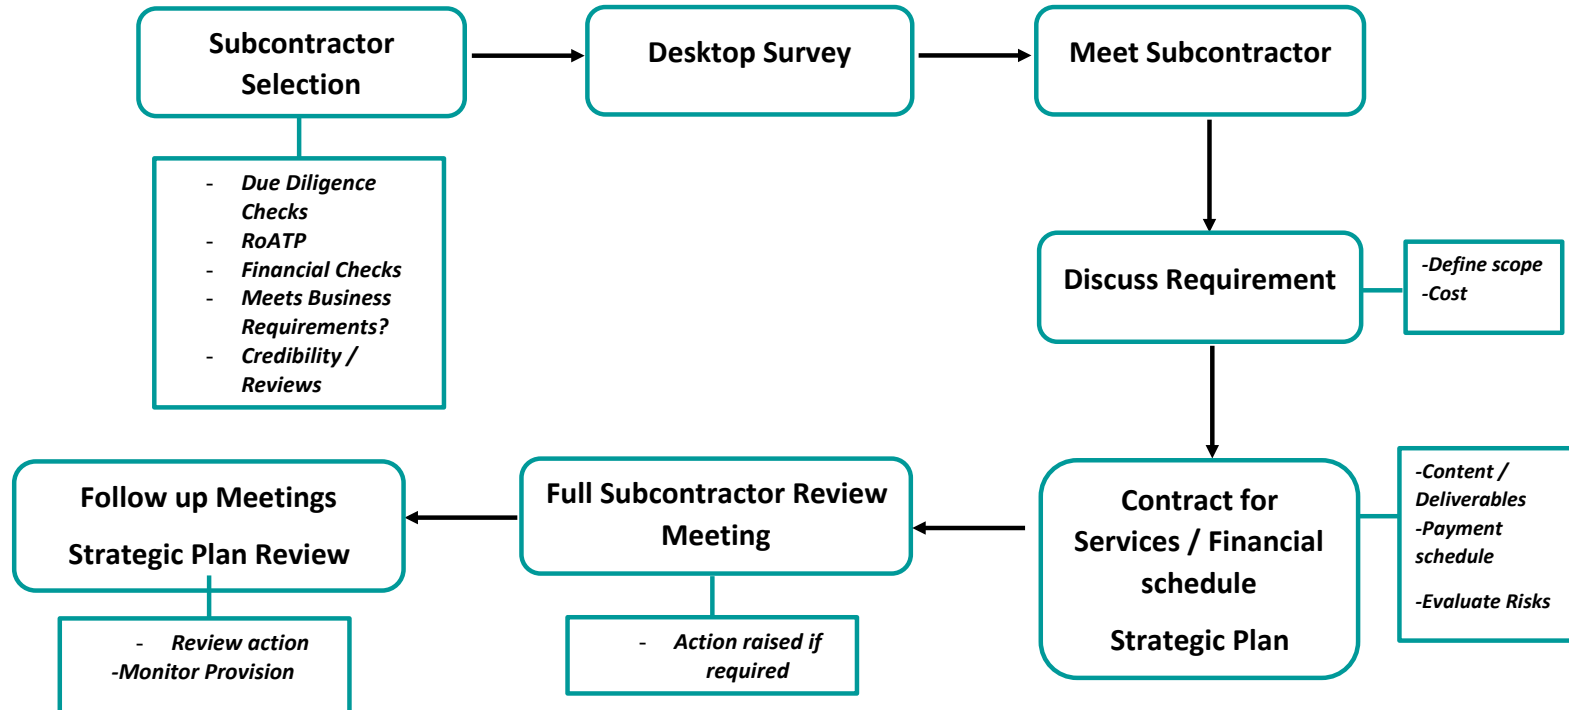 Subcontractor
Selection
Desktop Survey
Meet Subcontractor
- Due Diligence
Checks
- RoATP
- Financial Checks
- Meets Business
Requirements?
- Credibility /
Reviews
Discuss Requirement
-Define scope
-Cost
Contract for
Services / Financial
schedule
Strategic Plan
-Content /
Deliverables
-Payment
schedule
-Evaluate Risks
Full Subcontractor Review
Meeting
- Action raised if
required
Follow up Meetings
Strategic Plan Review
- Review action
-Monitor Provision